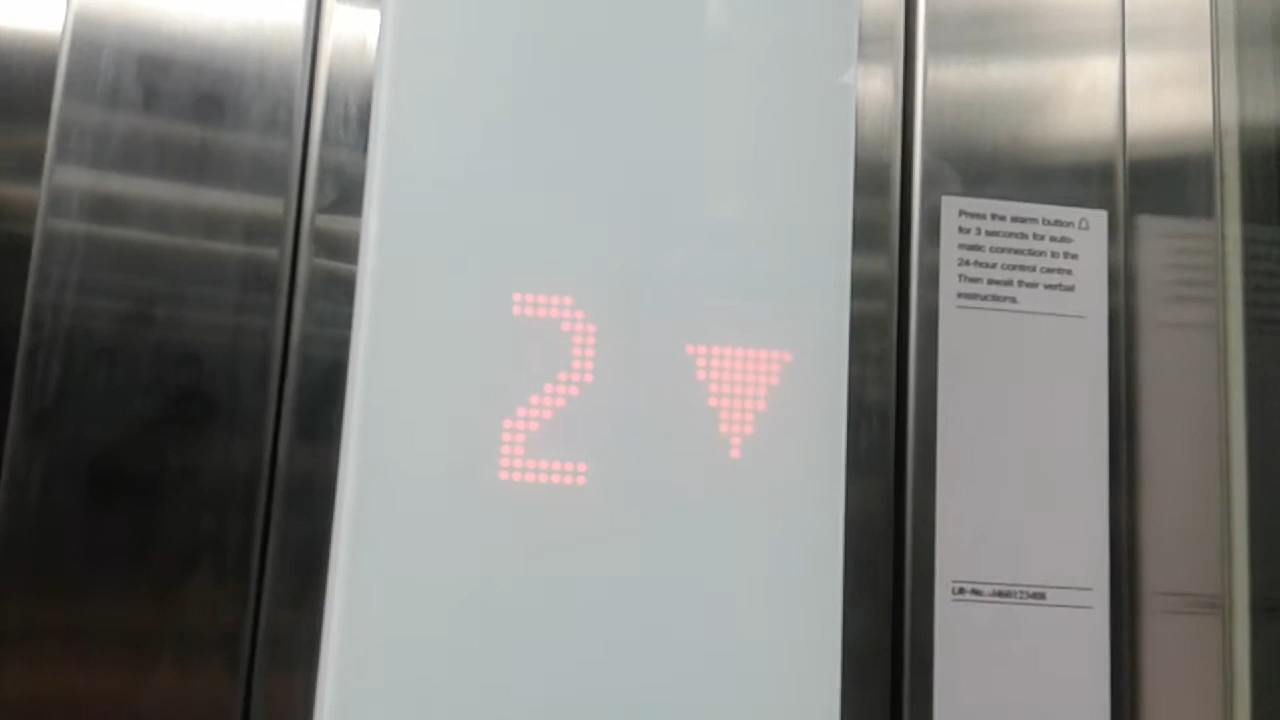 2
Press the alarm button
for 3 seconds for auto-
matic connection to the
24-hour control centre.
Then await their verbal
instructions.